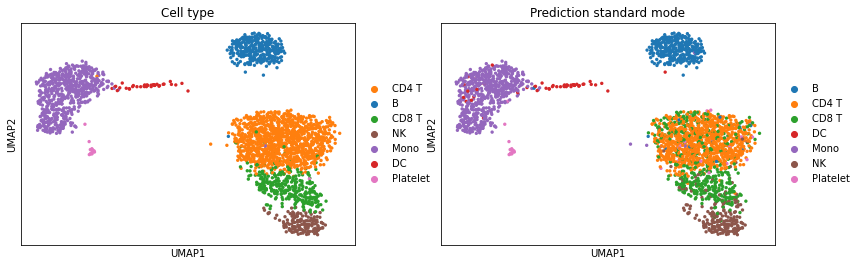 Cell type
UMAP2
UMAP1
CD4 T
B
CD8 T
NK
Mono
DC
Platelet
Prediction standard mode
UMAP2
UMAP1
B
CD4 T
CD8 T
DC
Mono
NK
Platelet